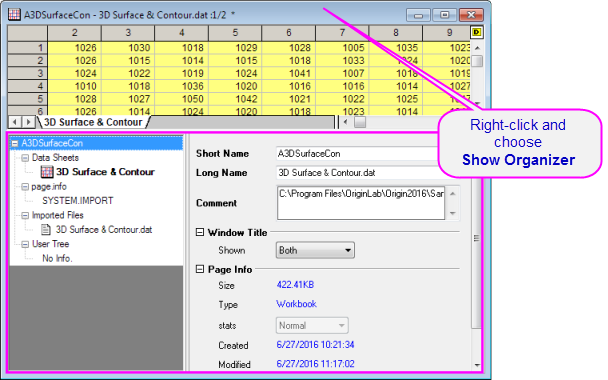 A3DSurfaceCon - 3D Surface & Contour.dat :1/2 *
2 3 4 5 6 7 8 9 D
1 1026 1030 1018 1029 1028 1005 1035 1023
2 1026 1015 1014 1015 1018 1033 1024 1020
3 1024 1022 1019 1024 1041 1007 1018 1019
4 1010 1018 1036 1020 1016 1016 1014
5 1028 1027 1050 1042 1021 1022 1025
6 1026 1014 1024 1020 1020 1015
3D Surface & Contour
Right-click and
choose
Show Organizer
A3DSurfaceCon
Data Sheets
3D Surface & Contour
page.info
SYSTEM.IMPORT
Imported Files
3D Surface & Contour.dat
User Tree
No Info.
Short Name A3DSurfaceCon
Long Name 3D Surface & Contour.dat
Comment C:\Program Files\OriginLab\Origin2016\Sar
Window Title
Shown Both
Page Info
Size 422.41KB
Type Workbook
stats Normal
Created 6/27/2016 10:21:34
Modified 6/27/2016 11:17:02